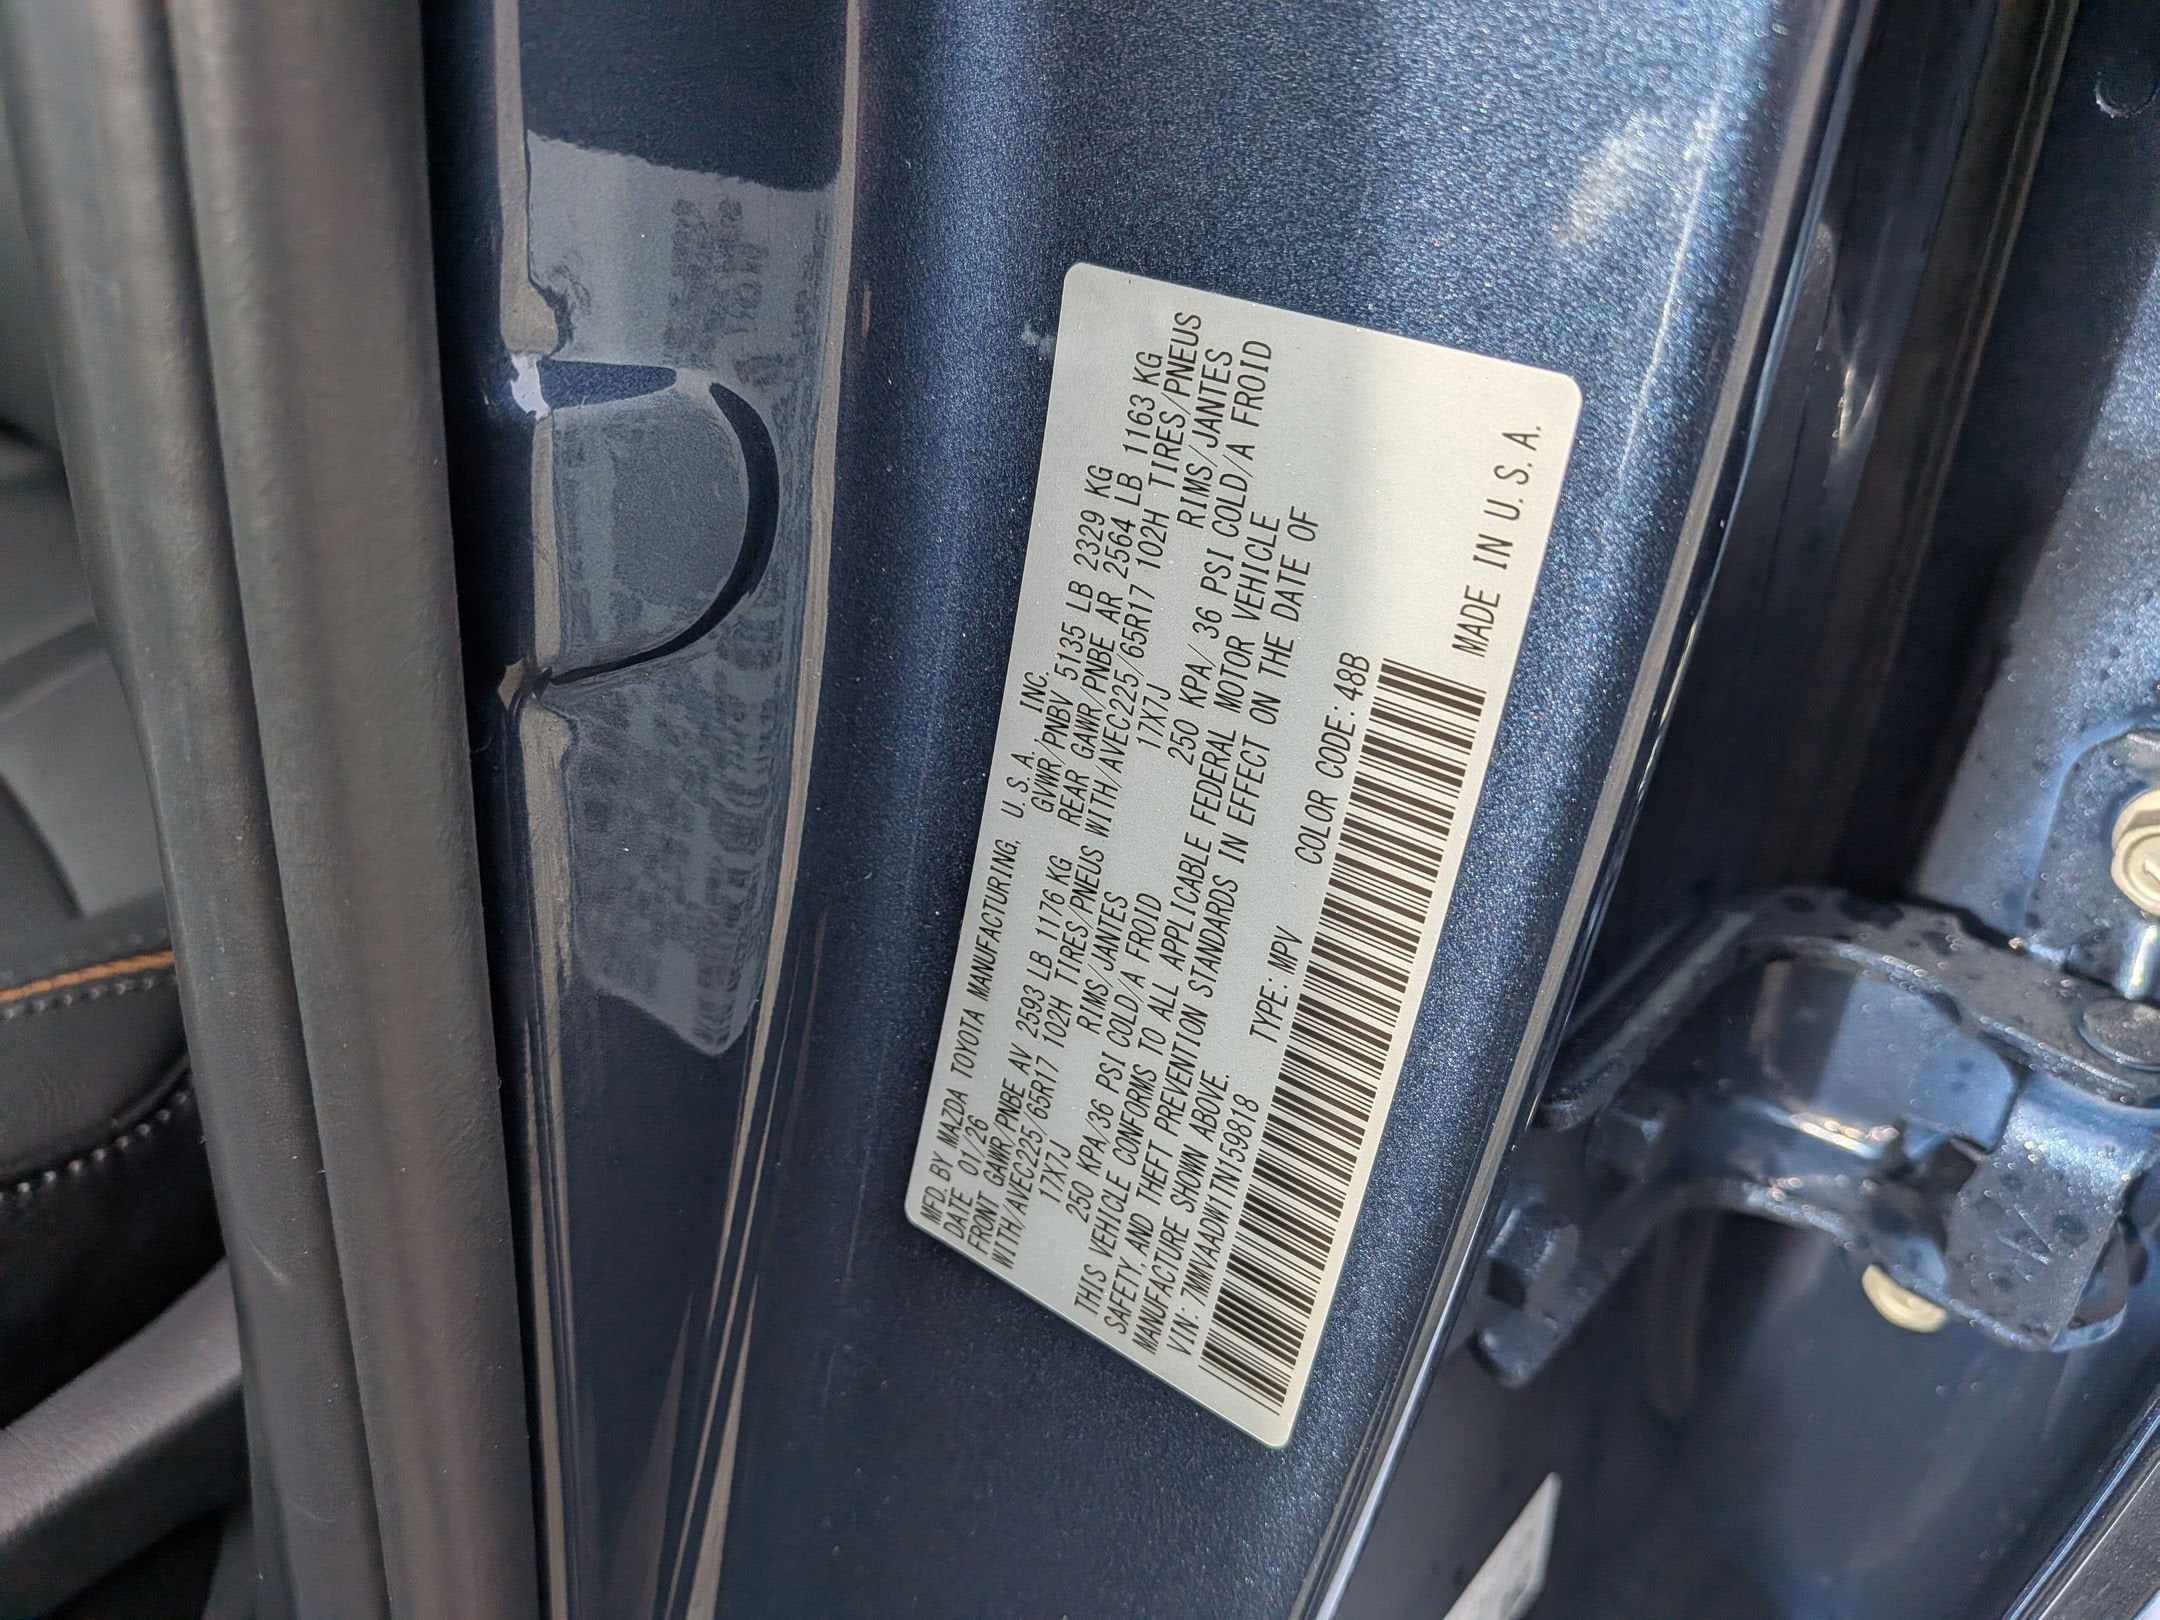 MFD. BY MAZDA TOYOTA MANUFACTURING, U. S. A. INC.
DATE 01/26 GVWR/PNBV 5135 LB 2329 KG
FRONT GAWR/PNBE AV 2593 LB 1176 KG REAR GAWR/PNBE AR 2564 LB 1163 KG
WITH/AVEC225/65R17 102H TIRES/PNEUS WITH/AVEC225/65R17 102H TIRES/PNEUS
17X7J RIMS/JANTES 17X7J RIMS/JANTES
250 KPA/36 PSI COLD/A FROID 250 KPA/ 36 PSI COLD/A FROID
THIS VEHICLE CONFORMS TO ALL APPLICABLE FEDERAL MOTOR VEHICLE
SAFETY, AND THEFT PREVENTION STANDARDS IN EFFECT ON THE DATE OF
MANUFACTURE SHOWN ABOVE.
VIN: 7MMVAADW1TN159818 TYPE: MPV COLOR CODE: 48B
MADE IN U. S. A.